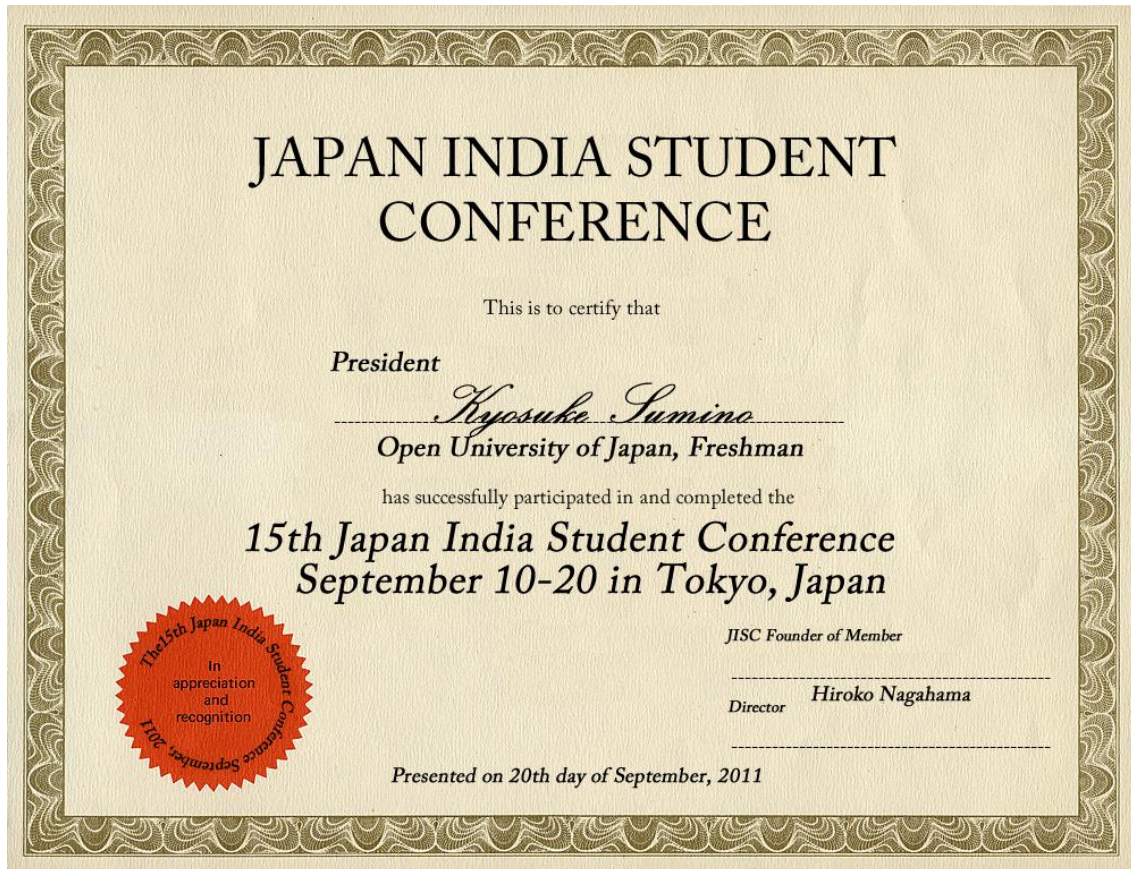 JAPAN INDIA STUDENT
CONFERENCE
This is to certify that
President
Kyosuke Sumino
Open University of Japan, Freshman
has successfully participated in and completed the
15th Japan India Student Conference
September 10-20 in Tokyo, Japan
The15th Japan India Student Conference September, 2011
In
appreciation
and
recognition
JISC Founder of Member
Hiroko Nagahama
Director
Presented on 20th day of September, 2011